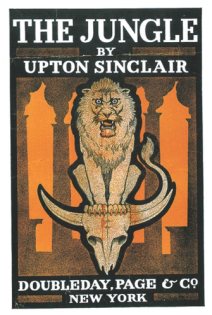 THE JUNGLE
BY
UPTON SINCLAIR
DOUBLEDAY, PAGE & Cº
NEW YORK